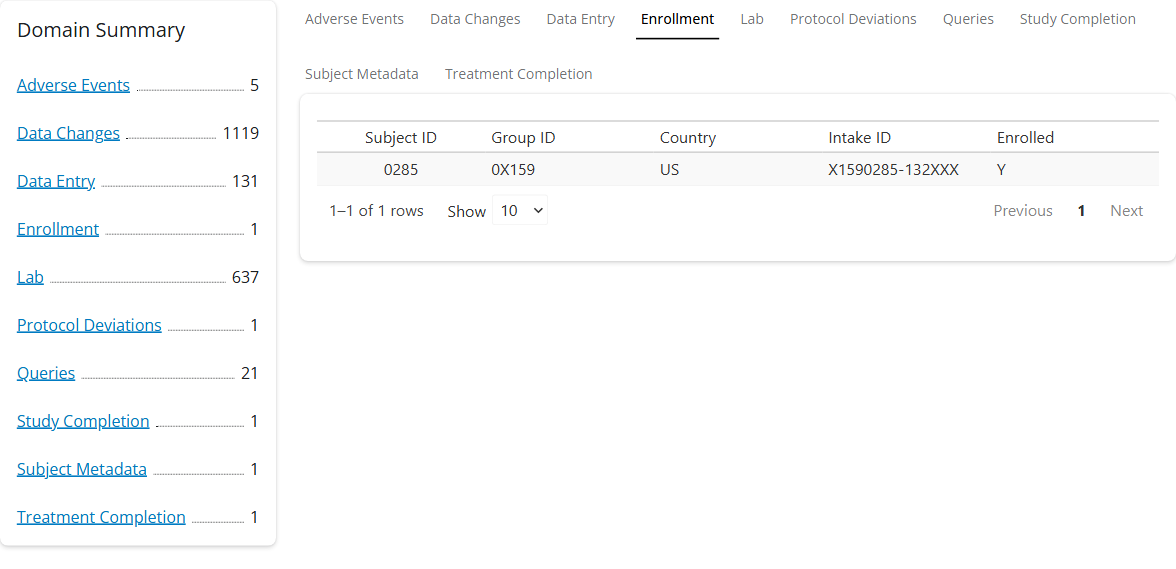 Domain Summary
Adverse Events 5
Data Changes 1119
Data Entry 131
Enrollment 1
Lab 637
Protocol Deviations 1
Queries 21
Study Completion 1
Subject Metadata 1
Treatment Completion 1
Adverse Events Data Changes Data Entry Enrollment Lab Protocol Deviations Queries Study Completion
Subject Metadata Treatment Completion
Subject ID Group ID Country Intake ID Enrolled
0285 0X159 US X1590285-132XXX Y
1–1 of 1 rows Show 10 Previous 1 Next